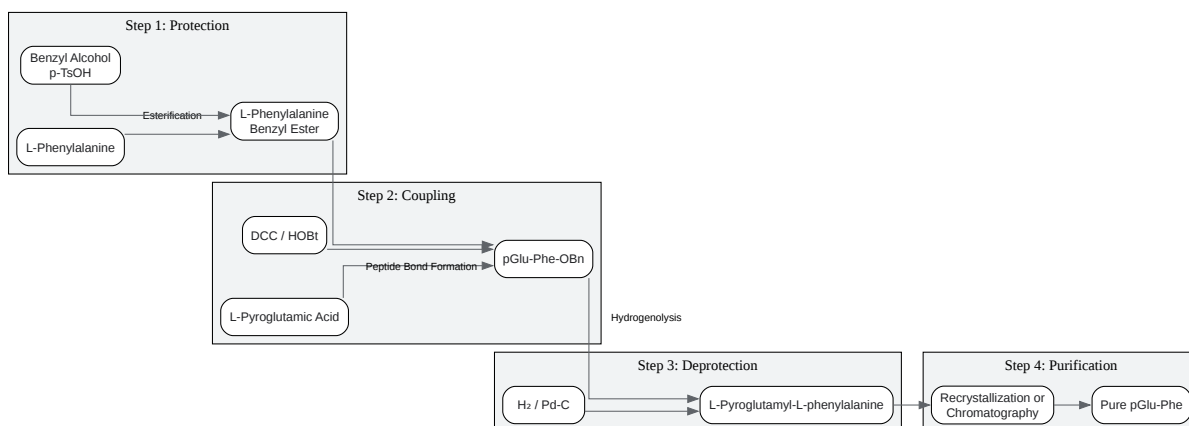 Step 1: Protection
Benzyl Alcohol
p-TsOH
Esterification
L-Phenylalanine
Benzyl Ester
L-Phenylalanine
Step 2: Coupling
DCC / HOBt
pGlu-Phe-OBn
Peptide Bond Formation
L-Pyroglutamic Acid
Hydrogenolysis
Step 3: Deprotection
H₂ / Pd-C
L-Pyroglutamyl-L-phenylalanine
Step 4: Purification
Recrystallization or
Chromatography
Pure pGlu-Phe